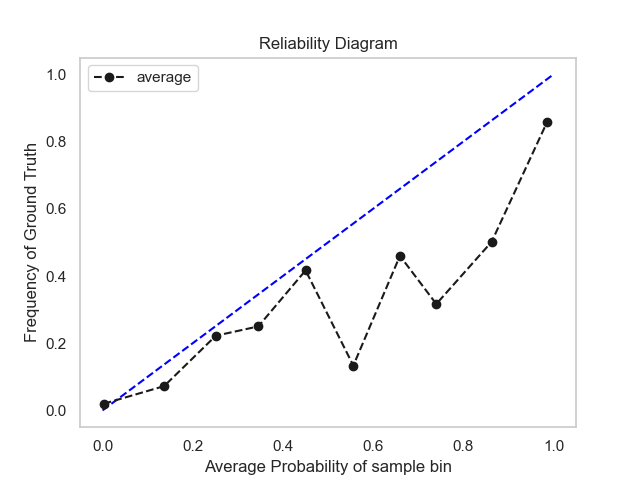 Reliability Diagram
average
Frequency of Ground Truth
1.0
0.8
0.6
0.4
0.2
0.0
0.0 0.2 0.4 0.6 0.8 1.0
Average Probability of sample bin